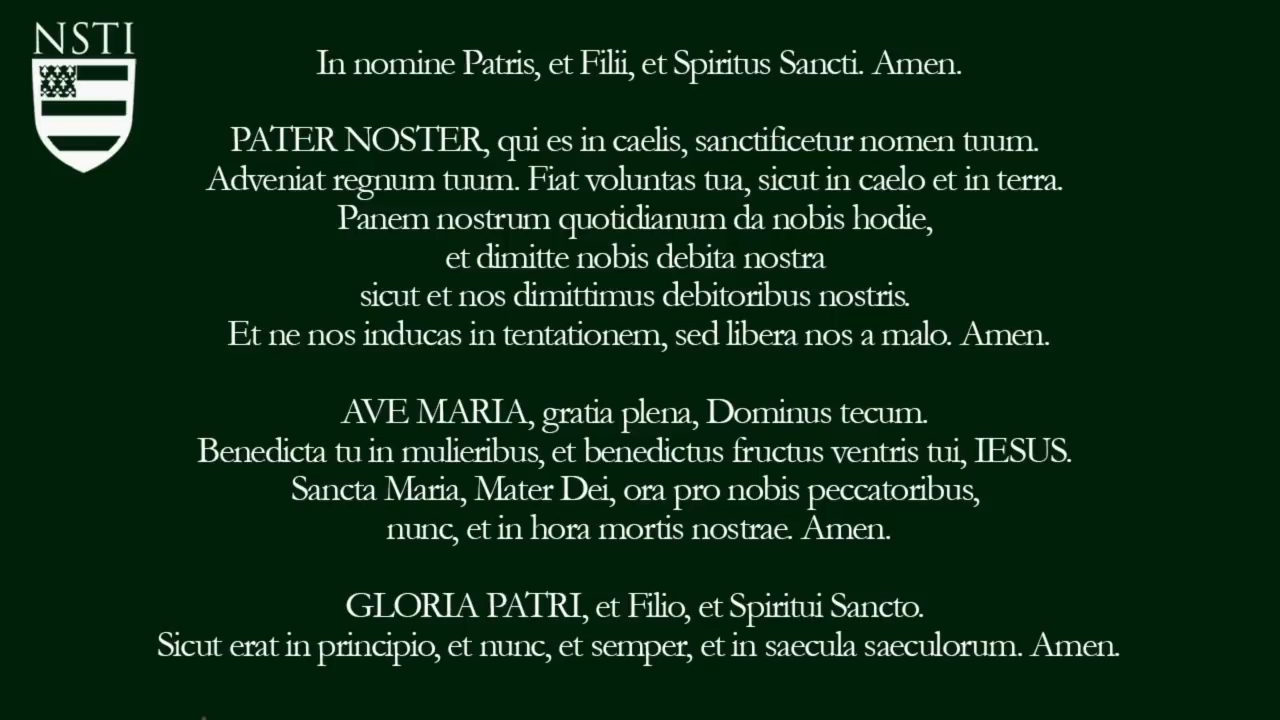 NSTI
In nomine Patris, et Filii, et Spiritus Sancti. Amen.
PATER NOSTER, qui es in caelis, sanctificetur nomen tuum.
Adveniat regnum tuum. Fiat voluntas tua, sicut in caelo et in terra.
Panem nostrum quotidianum da nobis hodie,
et dimitte nobis debita nostra
sicut et nos dimittimus debitoribus nostris.
Et ne nos inducas in tentationem, sed libera nos a malo. Amen.
AVE MARIA, gratia plena, Dominus tecum.
Benedicta tu in mulieribus, et benedictus fructus ventris tui, IESUS.
Sancta Maria, Mater Dei, ora pro nobis peccatoribus,
nunc, et in hora mortis nostrae. Amen.
GLORIA PATRI, et Filio, et Spiritui Sancto.
Sicut erat in principio, et nunc, et semper, et in saecula saeculorum. Amen.